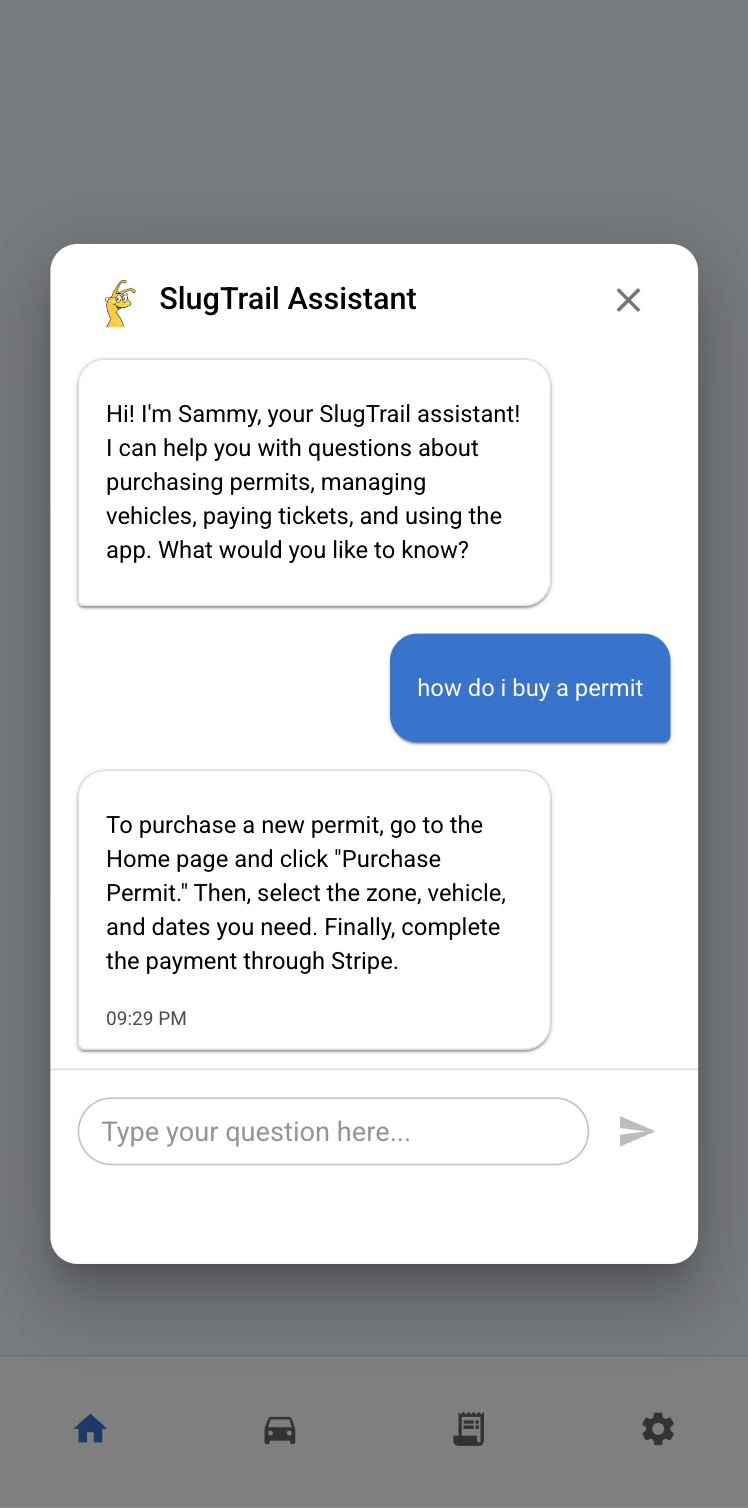 SlugTrail Assistant
Hi! I'm Sammy, your SlugTrail assistant!
I can help you with questions about
purchasing permits, managing
vehicles, paying tickets, and using the
app. What would you like to know?
how do i buy a permit
To purchase a new permit, go to the
Home page and click "Purchase
Permit." Then, select the zone, vehicle,
and dates you need. Finally, complete
the payment through Stripe.
09:29 PM
Type your question here...